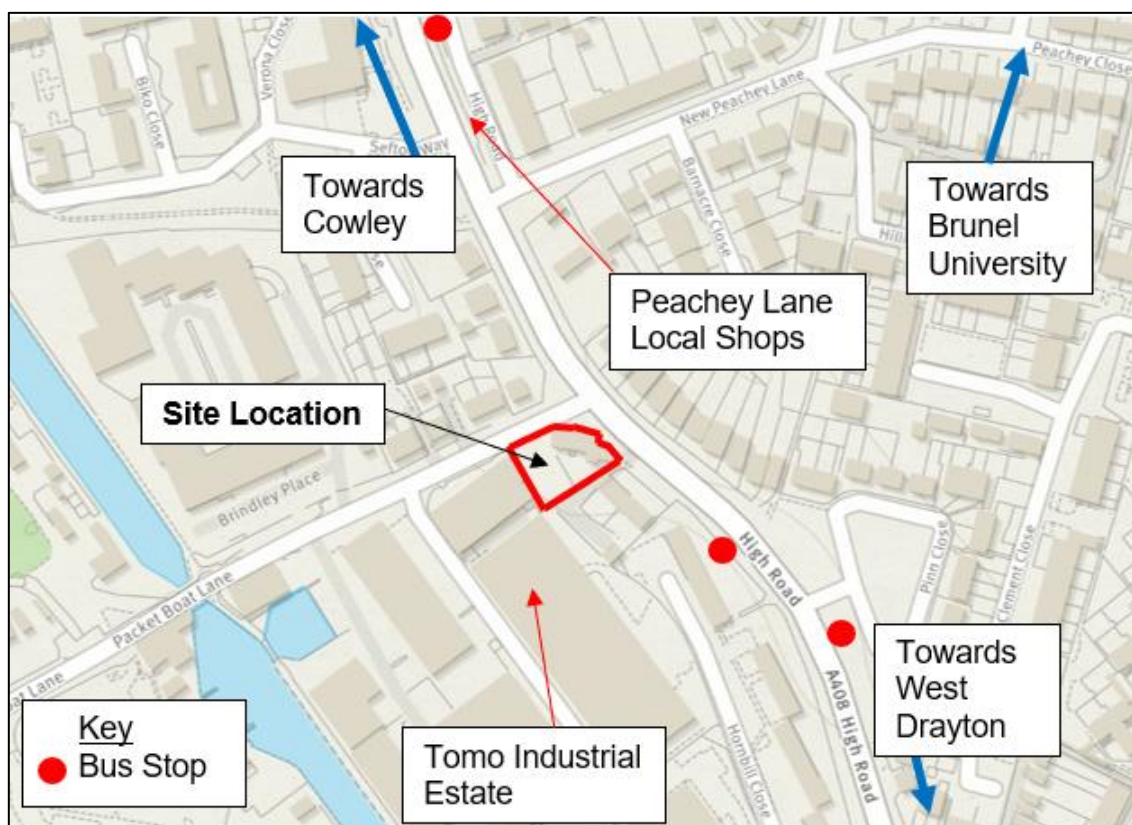 Verona Close
Biko Close
High Road
Peachey Close
New Peachey Lane
Sefton Way
Towards
Cowley
Towards
Brunel
University
Barnacre Close
Peachey Lane
Local Shops
Site Location
Brindley Place
Packet Boat Lane
High Road
Pinn Close
Clement Close
A408 High Road
Towards
West
Drayton
Hornbill Close
Key
Bus Stop
Tomo Industrial
Estate